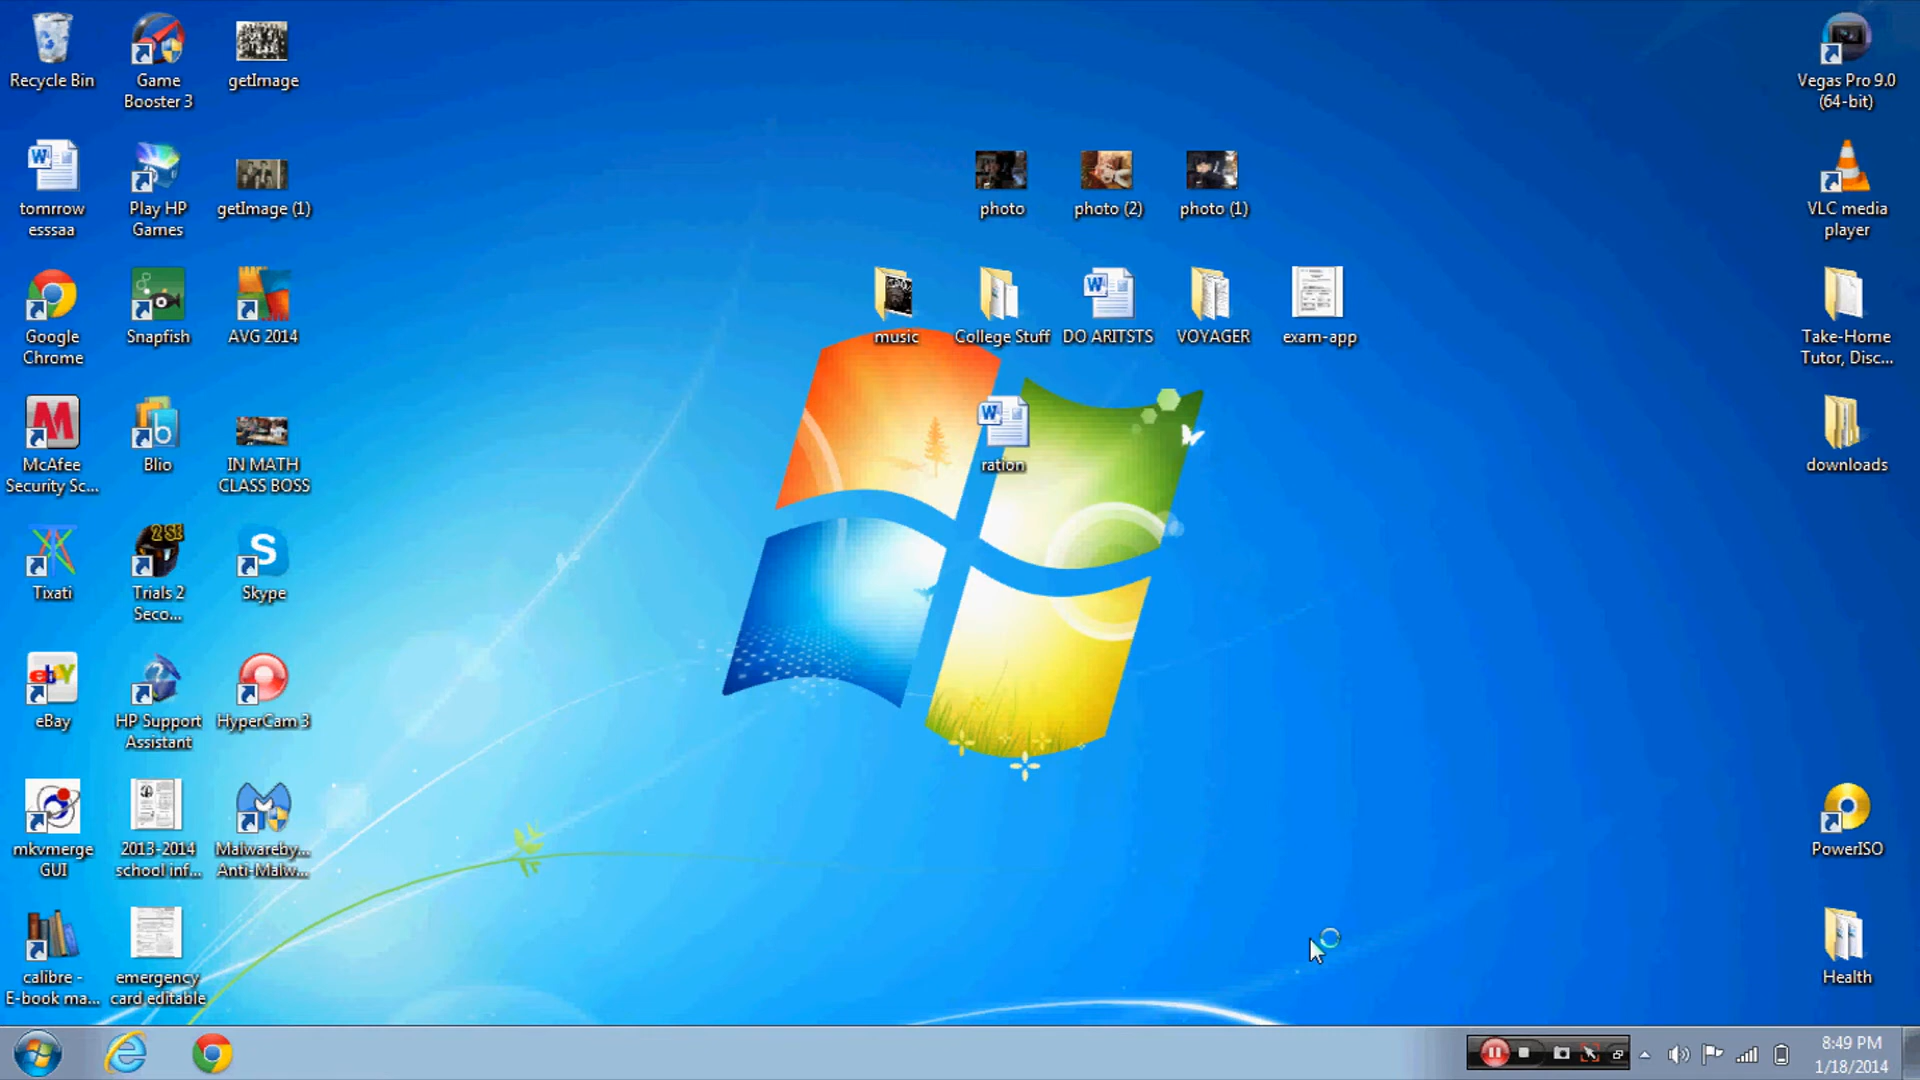 Recycle Bin
Game
Booster 3
getImage
Vegas Pro 9.0
(64-bit)
tomrrow
esssaa
Play HP
Games
getImage (1)
photo
photo (2)
photo (1)
VLC media
player
Google
Chrome
Snapfish
AVG 2014
music
College Stuff
DO ARITSTS
VOYAGER
exam-app
Take-Home
Tutor, Disc...
McAfee
Security Sc...
Blio
IN MATH
CLASS BOSS
ration
downloads
Tixati
2 SE
Trials 2
Seco...
Skype
ebY
eBay
HP Support
Assistant
HyperCam 3
mkvmerge
GUI
2013-2014
school inf...
Malwareby...
Anti-Malw...
PowerISO
calibre -
E-book ma...
emergency
card editable
Health
8:49 PM
1/18/2014